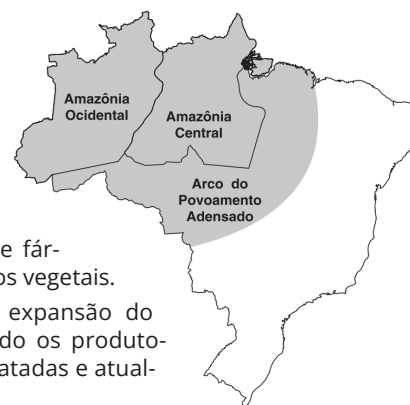 Amazônia
Ocidental
Amazônia
Central
Arco do
Povoamento
Adensado
e fár-
os vegetais.
expansão do
do os produto-
atadas e atual-